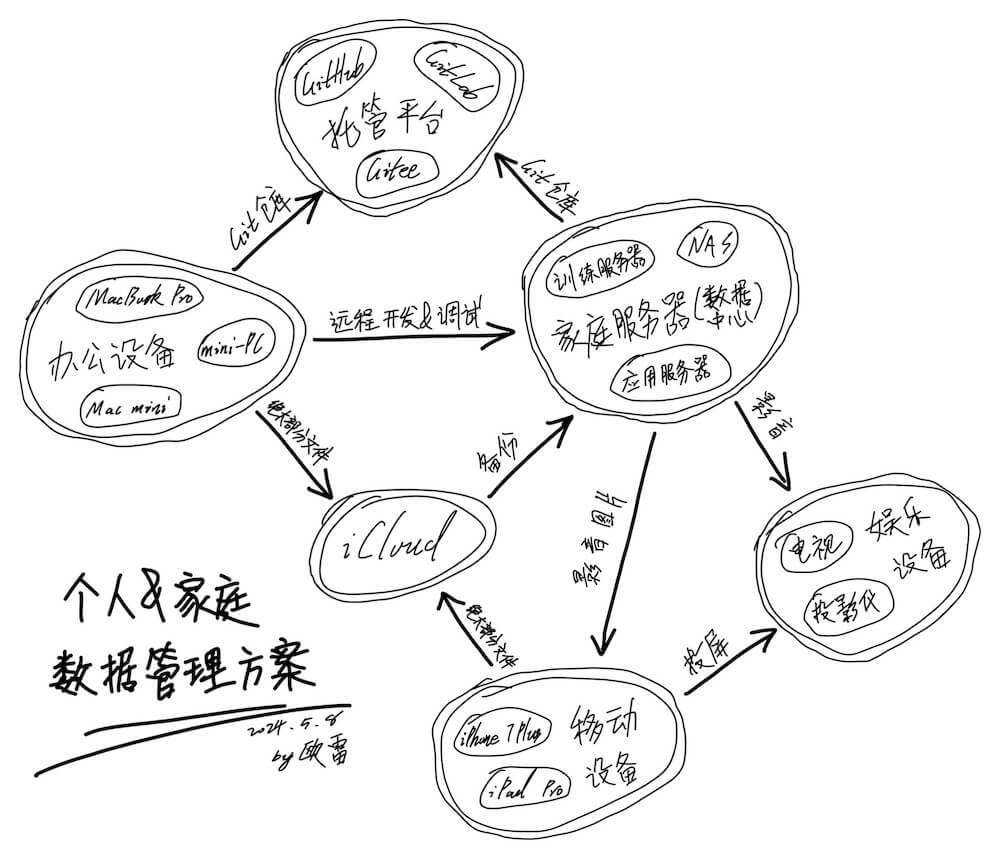 GitHub
GitLab
托管平台
Gitee
Git仓库
Git仓库
MacBook Pro
办公设备
mini-PC
Mac mini
远程开发&调试
训练服务器
NAS
家庭服务器(数据中心)
应用服务器
绝大部分文件
备份
影音
影音图片
iCloud
电视
娱乐
设备
投影仪
绝大部分文件
投屏
iPhone 7 Plus
移动
设备
iPad Pro
个人&家庭
数据管理方案
2024.5.8
by 欧雷